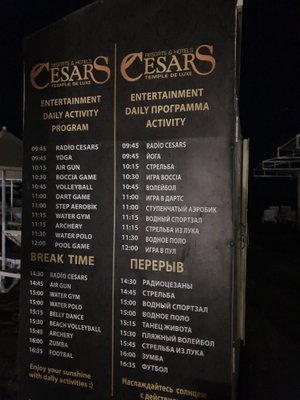 RESORTS & HOTELS
CESARS
TEMPLE DE LUXE
ENTERTAINMENT
DAILY ACTIVITY
PROGRAM
09:45 RADİO CESARS
09:45 YOGA
10:15 AIR GUN
10:30 BOCCIA GAME
10:45 VOLLEYBALL
11:00 DART GAME
11:00 STEP AEROBİK
11:15 WATER GYM
11:15 ARCHERY
11:30 WATER POLO
12:00 POOL GAME
BREAK TIME
14:30 RADİO CESARS
14:45 AIR GUN
15:00 WATER GYM
15:00 WATER POLO
15:15 BELLY DANCE
15:30 BEACH VOLLEYBALL
15:45 ARCHERY
16:00 ZUMBA
16:35 FOOTBAL
Enjoy your sunshine
with daily activities :)
RESORTS & HOTELS
CESARS
TEMPLE DE LUXE
ENTERTAINMENT
DAILY ПРОГРАММА
ACTIVITY
09:45 RADIO CESARS
09:45 ЙОГА
10:15 СТРЕЛЬБА
10:30 ИГРА BOCCIA
10:45 ВОЛЕЙБОЛ
11:00 ИГРА В ДАРТС
11:00 СТУПЕНЧАТЫЙ АЭРОБИК
11:15 ВОДНЫЙ СПОРТЗАЛ
11:15 СТРЕЛЬБА ИЗ ЛУКА
11:30 ВОДНОЕ ПОЛО
12:00 ИГРА В ПУЛ
ПЕРЕРЫВ
14:30 РАДИОЦЕЗАНЫ
14:45 СТРЕЛЬБА
15:00 ВОДНЫЙ СПОРТЗАЛ
15:00 ВОДНОЕ ПОЛО
15:15 ТАНЕЦ ЖИВОТА
15:30 ПЛЯЖНЫЙ ВОЛЕЙБОЛ
15:45 СТРЕЛЬБА ИЗ ЛУКА
16:00 ЗУМБА
16:35 ФУТБОЛ
Наслаждайтесь солнцем